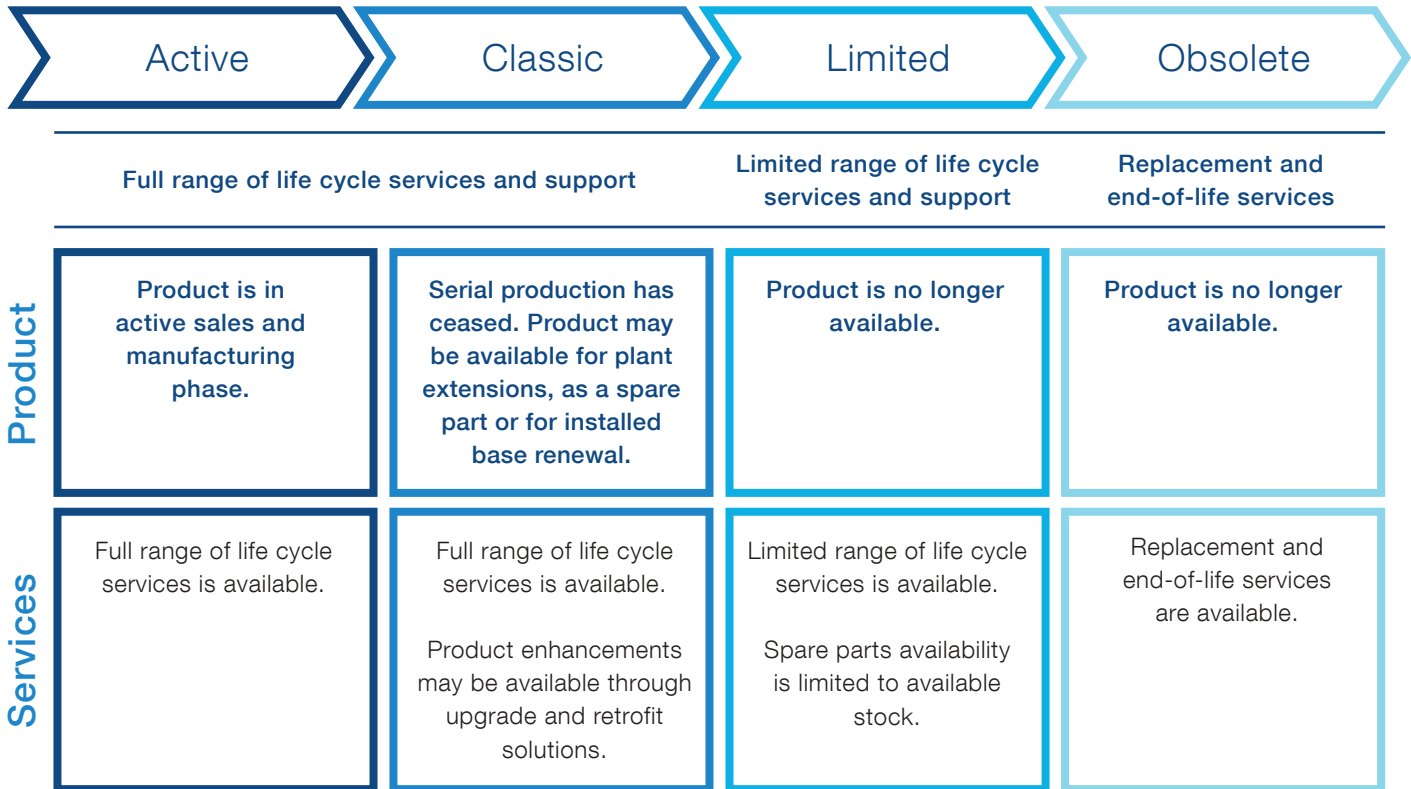 Active
Classic
Limited
Obsolete
Full range of life cycle services and support
Limited range of life cycle
services and support
Replacement and
end-of-life services
Product
Product is in
active sales and
manufacturing
phase.
Serial production has
ceased. Product may
be available for plant
extensions, as a spare
part or for installed
base renewal.
Product is no longer
available.
Product is no longer
available.
Services
Full range of life cycle
services is available.
Full range of life cycle
services is available.
Product enhancements
may be available through
upgrade and retrofit
solutions.
Limited range of life cycle
services is available.
Spare parts availability
is limited to available
stock.
Replacement and
end-of-life services
are available.